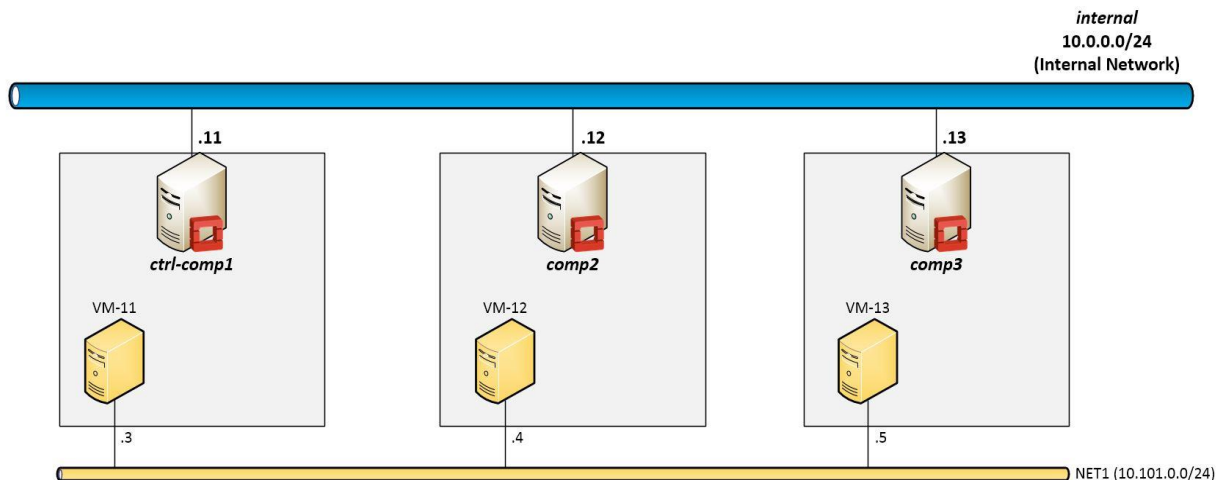 internal
10.0.0.0/24
(Internal Network)
.11
.12
.13
ctrl-comp1
comp2
comp3
VM-11
VM-12
VM-13
.3
.4
.5
NET1 (10.101.0.0/24)